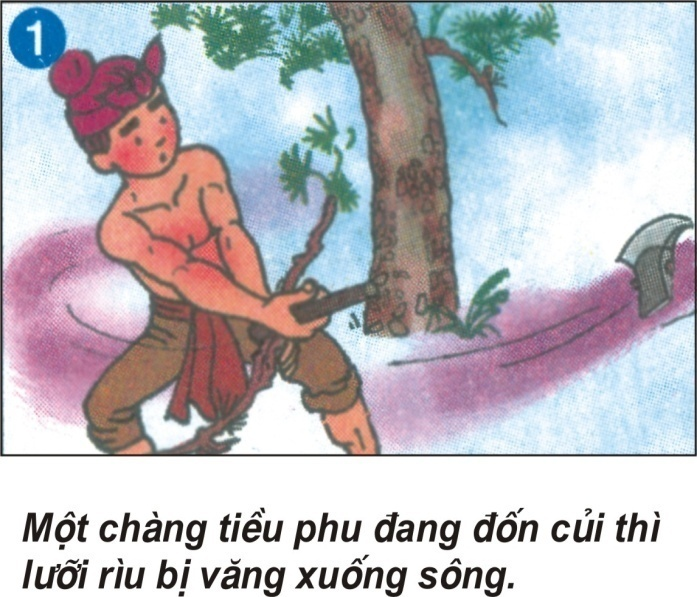 1
Một chàng tiều phu đang đốn củi thì
lưỡi rìu bị văng xuống sông.